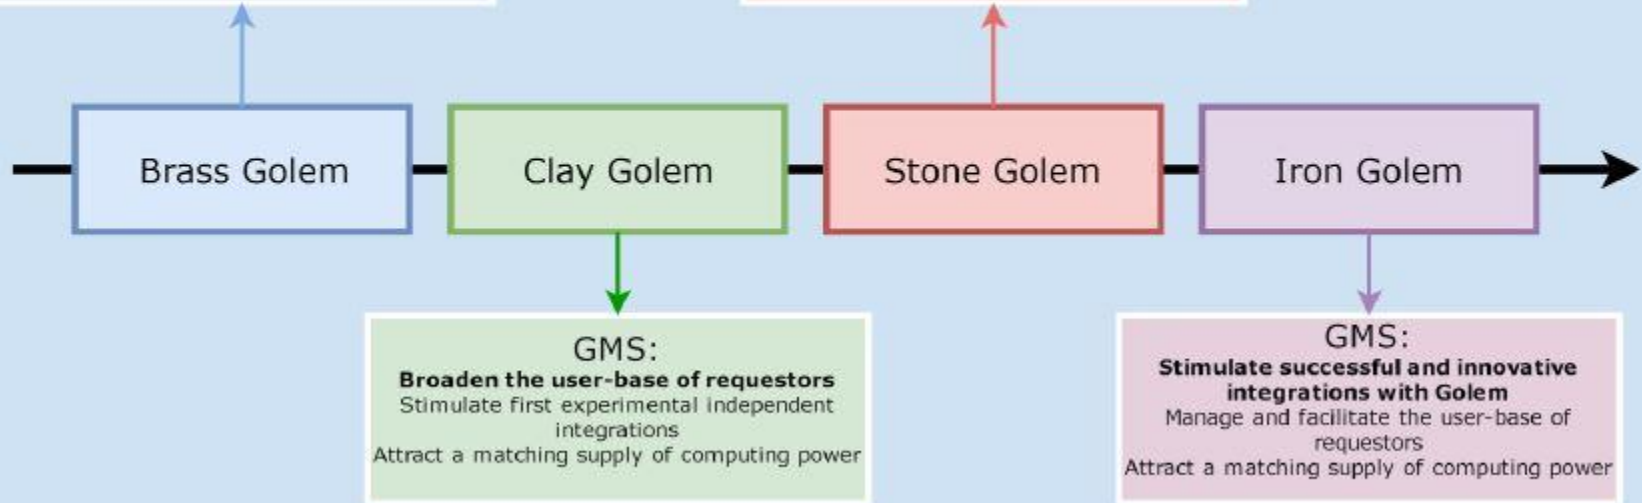 Brass Golem
Clay Golem
Stone Golem
Iron Golem
GMS:
Broaden the user-base of requestors
Stimulate first experimental independent
integrations
Attract a matching supply of computing power
GMS:
Stimulate successful and innovative
integrations with Golem
Manage and facilitate the user-base of
requestors
Attract a matching supply of computing power